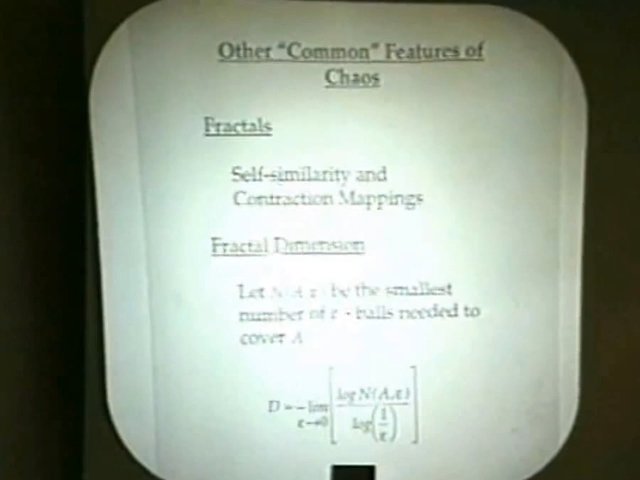 Other "Common" Features of
Chaos
Fractals
Self-similarity and
Contraction Mappings
Fractal Dimension
Let N(A,ε) be the smallest
number of ε - balls needed to
cover A
D = -lim ε→0 [ log N(A,ε) / log(1/ε) ]